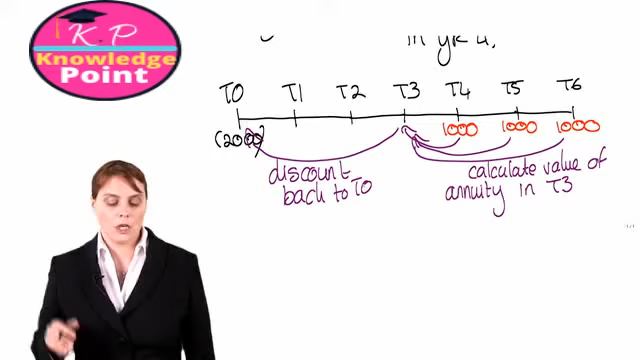 K.P
Knowledge
Point
in yr 4.
T0 T1 T2 T3 T4 T5 T6
(2000) 1000 1000 1000
discount
back to T0
calculate value of
annuity in T3